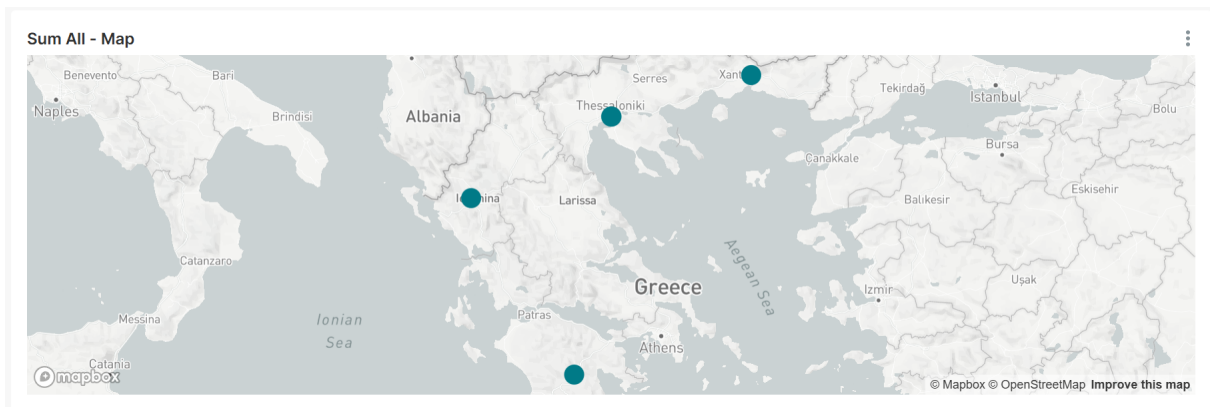 Sum All - Map
Benevento
Bari
Naples
Brindisi
Albania
Serres
Thessaloniki
Tekirdağ
Istanbul
Bolu
Bursa
Çanakkale
Eskisehir
Balıkesir
Larissa
Catanzaro
Aegean Sea
Greece
Uşak
Izmir
Messina
Ionian
Sea
Patras
Athens
Catania
mapbox
© Mapbox © OpenStreetMap Improve this map